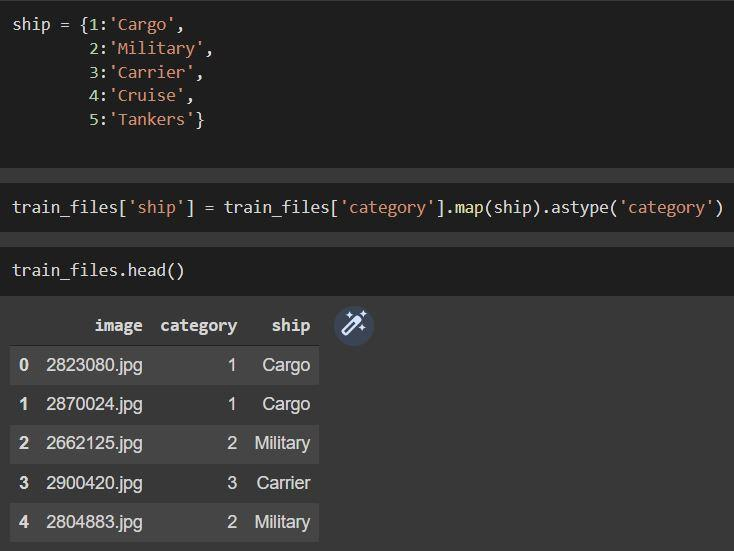 ship = {1:'Cargo',
        2:'Military',
        3:'Carrier',
        4:'Cruise',
        5:'Tankers'}
train_files['ship'] = train_files['category'].map(ship).astype('category')
train_files.head()
image category ship
0 2823080.jpg 1 Cargo
1 2870024.jpg 1 Cargo
2 2662125.jpg 2 Military
3 2900420.jpg 3 Carrier
4 2804883.jpg 2 Military